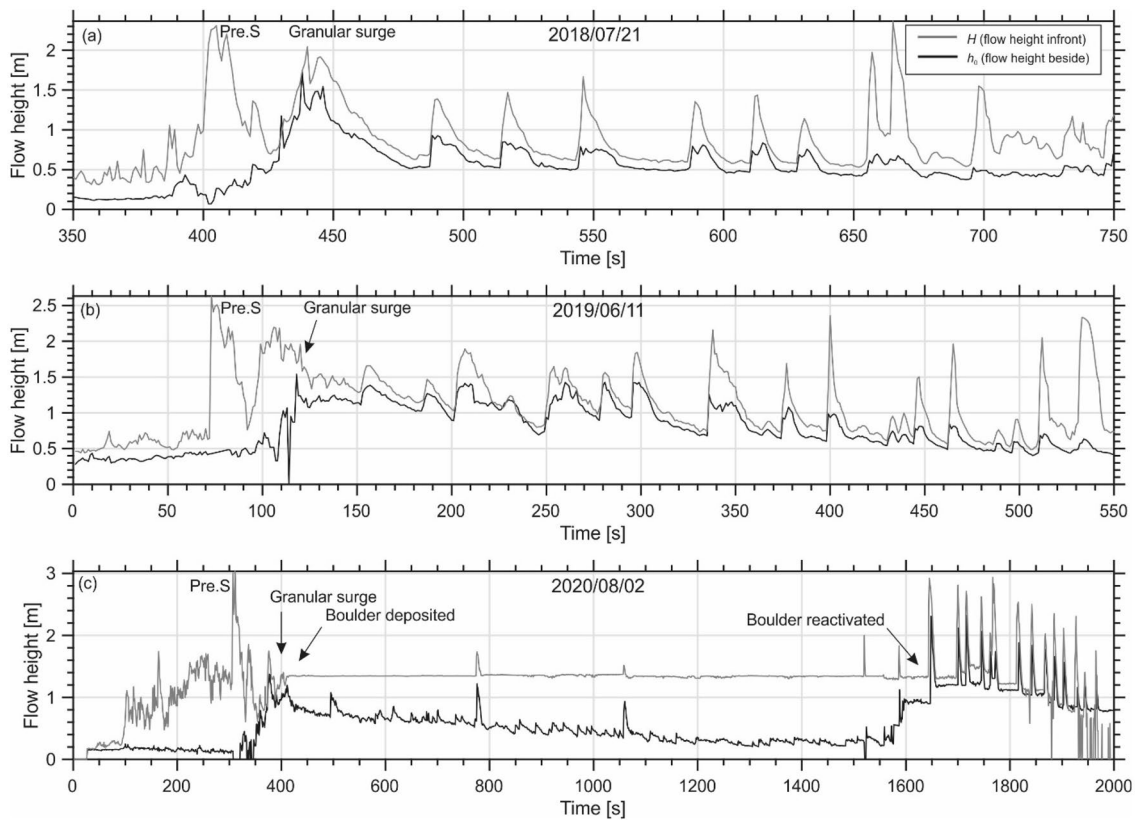 (a) Pre.S Granular surge 2018/07/21
H (flow height infront)
h₀ (flow height beside)
Flow height [m]
2
1.5
1
0.5
0
350 400 450 500 550 600 650 700 750
Time [s]
(b) Pre.S Granular surge 2019/06/11
Flow height [m]
2.5
2
1.5
1
0.5
0
0 50 100 150 200 250 300 350 400 450 500 550
Time [s]
(c) Pre.S 2020/08/02
Granular surge
Boulder deposited
Boulder reactivated
Flow height [m]
3
2
1
0
0 200 400 600 800 1000 1200 1400 1600 1800 2000
Time [s]